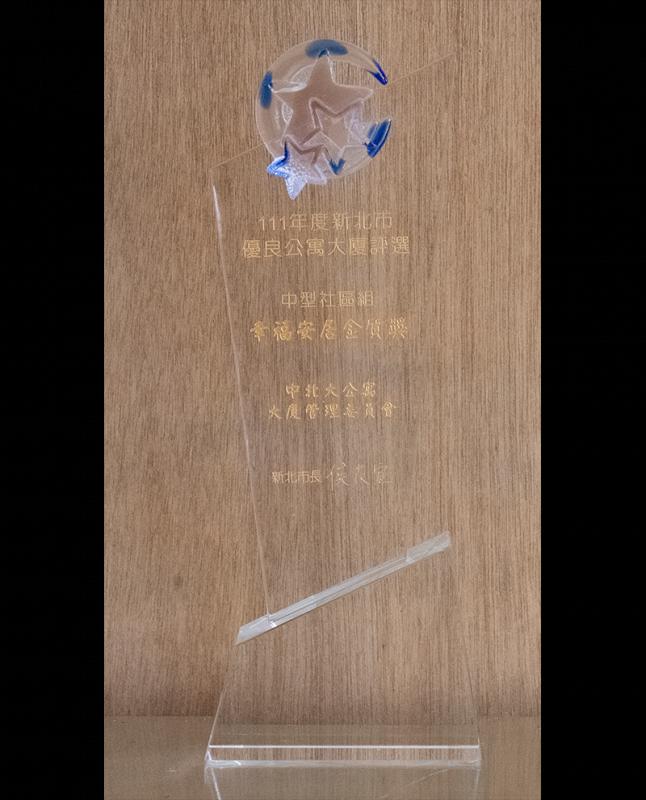 111年度新北市
優良公寓大廈評選
中型社區組
幸福安居金質獎
中北大公寓
大廈管理委員會
新北市長 侯友宜